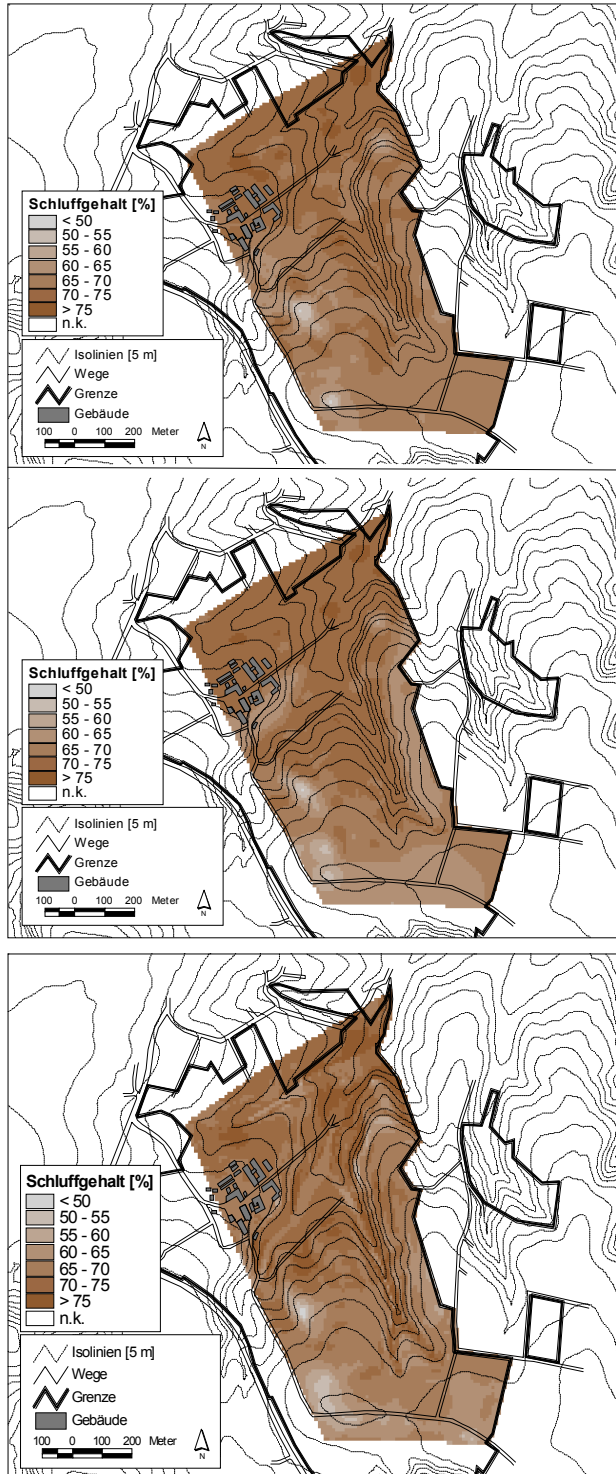 Schluffgehalt [%]
< 50
50 - 55
55 - 60
60 - 65
65 - 70
70 - 75
> 75
n.k.
Isolinien [5 m]
Wege
Grenze
Gebäude
100 0 100 200 Meter
N
Schluffgehalt [%]
< 50
50 - 55
55 - 60
60 - 65
65 - 70
70 - 75
> 75
n.k.
Isolinien [5 m]
Wege
Grenze
Gebäude
100 0 100 200 Meter
N
Schluffgehalt [%]
< 50
50 - 55
55 - 60
60 - 65
65 - 70
70 - 75
> 75
n.k.
Isolinien [5 m]
Wege
Grenze
Gebäude
100 0 100 200 Meter
N